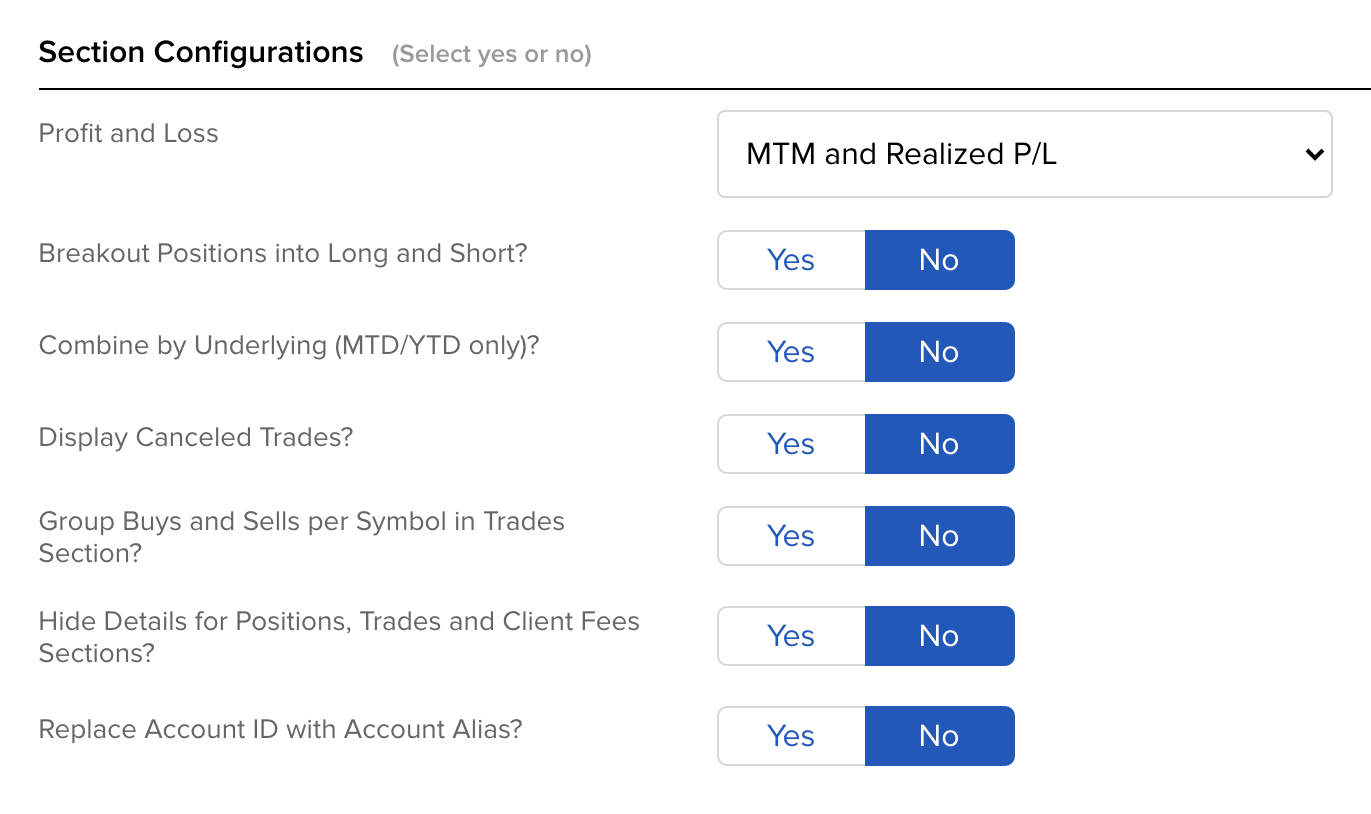 Section Configurations (Select yes or no)
Profit and Loss MTM and Realized P/L
Breakout Positions into Long and Short? Yes No
Combine by Underlying (MTD/YTD only)? Yes No
Display Canceled Trades? Yes No
Group Buys and Sells per Symbol in Trades
Section? Yes No
Hide Details for Positions, Trades and Client Fees
Sections? Yes No
Replace Account ID with Account Alias? Yes No